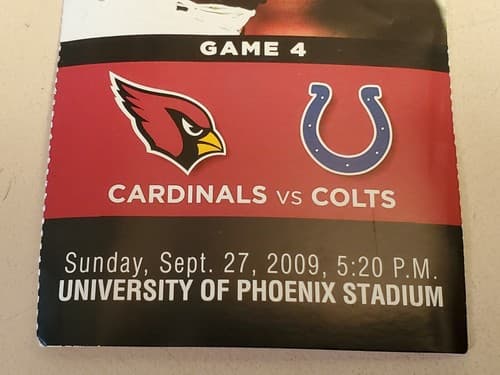 GAME 4
CARDINALS vs COLTS
Sunday, Sept. 27, 2009, 5:20 P.M.
UNIVERSITY OF PHOENIX STADIUM